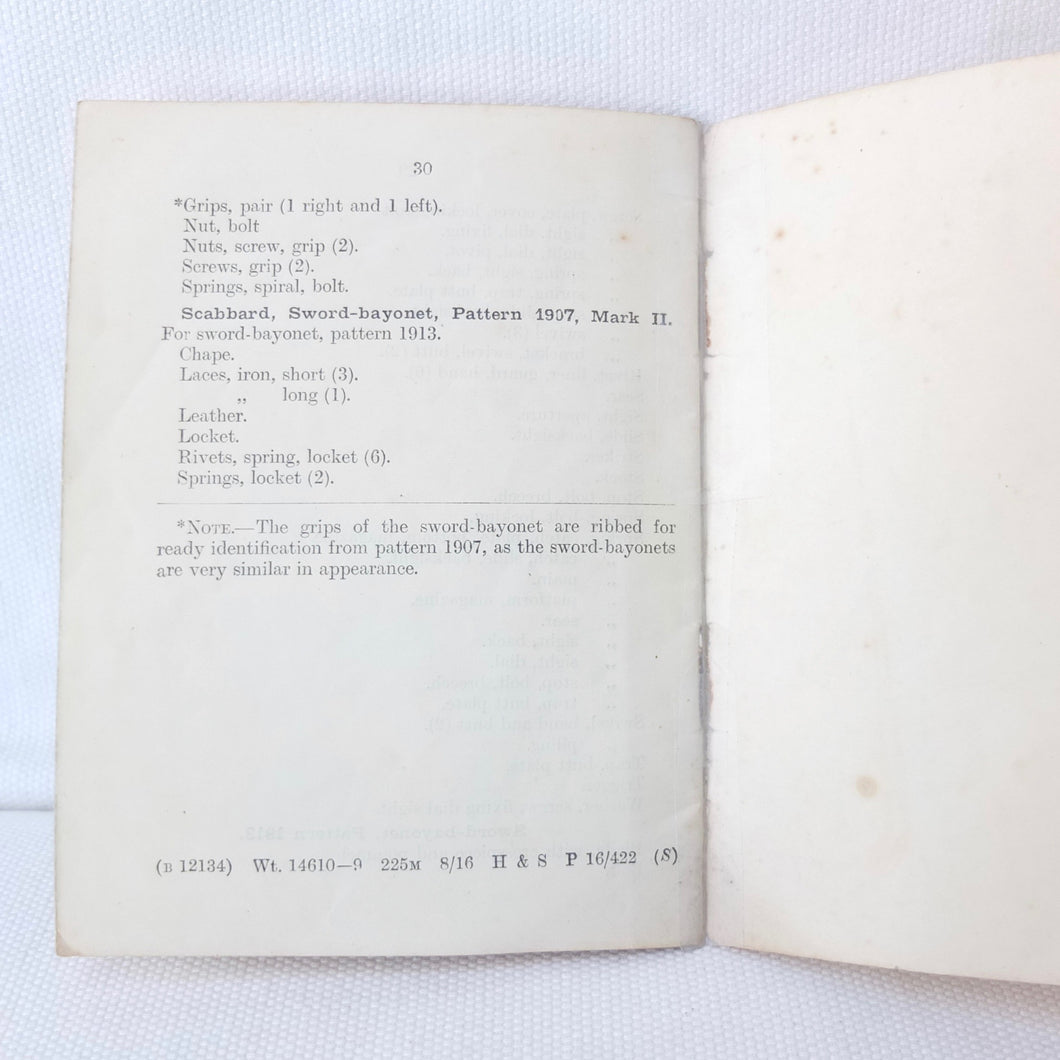 30
*Grips, pair (1 right and 1 left).
Nut, bolt
Nuts, screw, grip (2).
Screws, grip (2).
Springs, spiral, bolt.
Scabbard, Sword-bayonet, Pattern 1907, Mark II.
For sword-bayonet, pattern 1913.
Chape.
Laces, iron, short (3).
„ long (1).
Leather.
Locket.
Rivets, spring, locket (6).
Springs, locket (2).
*NOTE.—The grips of the sword-bayonet are ribbed for
ready identification from pattern 1907, as the sword-bayonets
are very similar in appearance.
(B 12134) Wt. 14610—9 225M 8/16 H & S P 16/422 (S)